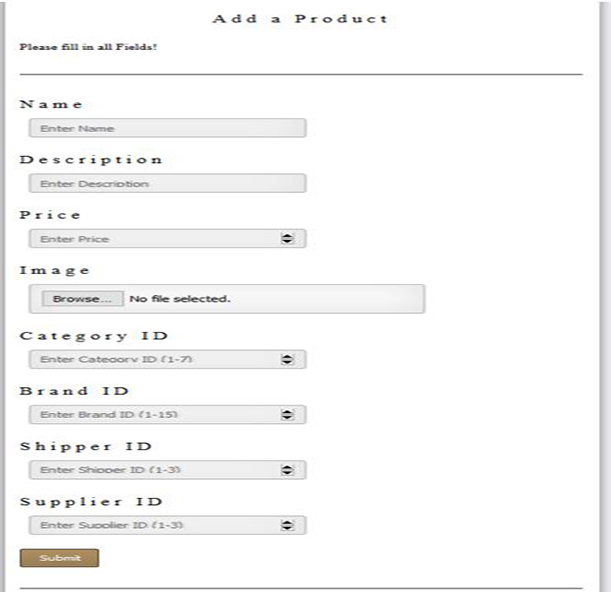 Add a Product
Please fill in all Fields!
Name
Enter Name
Description
Enter Description
Price
Enter Price
Image
Browse... No file selected.
Category ID
Enter Category ID (1-7)
Brand ID
Enter Brand ID (1-15)
Shipper ID
Enter Shipper ID (1-3)
Supplier ID
Enter Supplier ID (1-3)
Submit